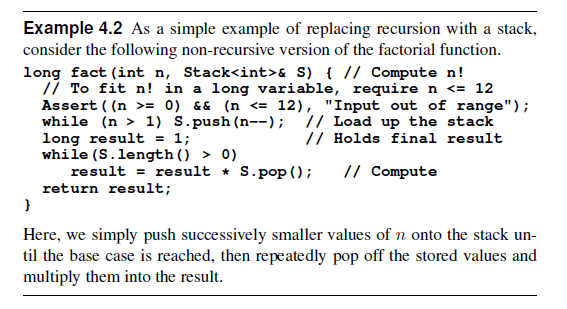 Example 4.2 As a simple example of replacing recursion with a stack,
consider the following non-recursive version of the factorial function.
long fact(int n, Stack<int>& S) { // Compute n!
  // To fit n! in a long variable, require n <= 12
  Assert((n >= 0) && (n <= 12), "Input out of range");
  while (n > 1) S.push(n--);  // Load up the stack
  long result = 1;            // Holds final result
  while(S.length() > 0)
     result = result * S.pop();   // Compute
  return result;
}
Here, we simply push successively smaller values of n onto the stack un-
til the base case is reached, then repeatedly pop off the stored values and
multiply them into the result.